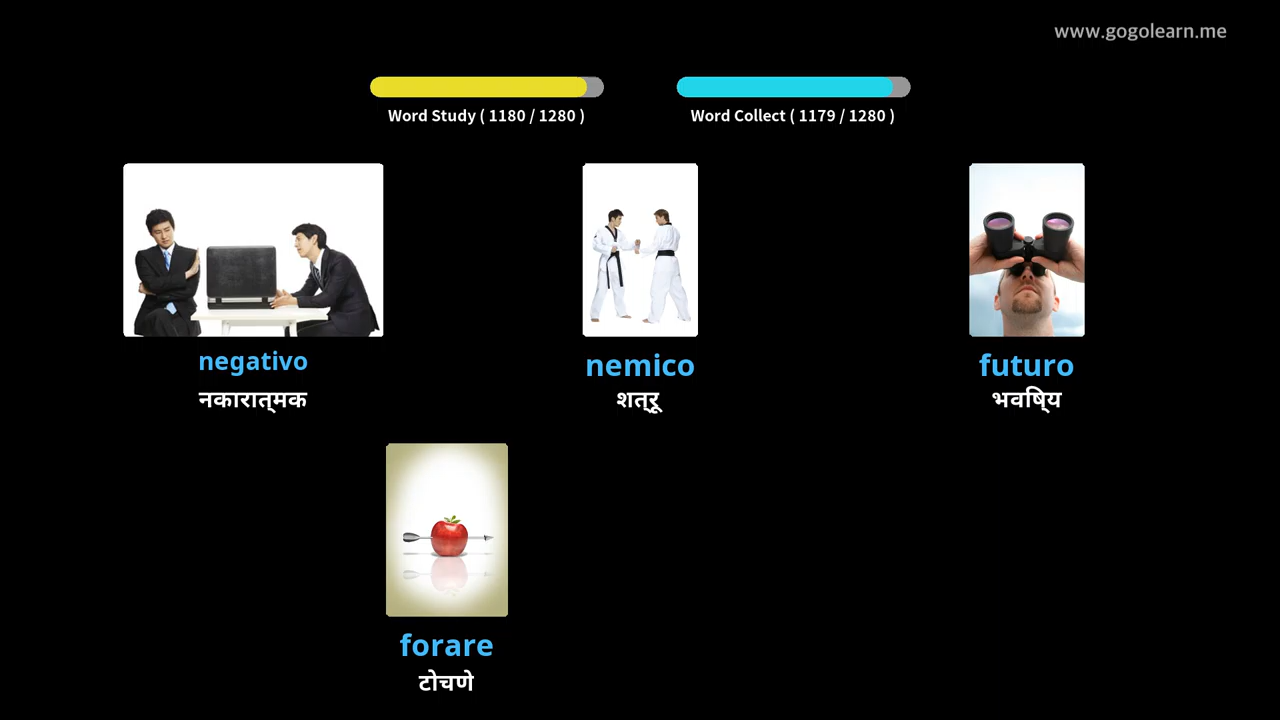 www.gogolearn.me
Word Study ( 1180 / 1280 )
Word Collect ( 1179 / 1280 )
negativo
nemico
futuro
नकारात्मक
शत्रू
भविष्य
forare
टोचणे